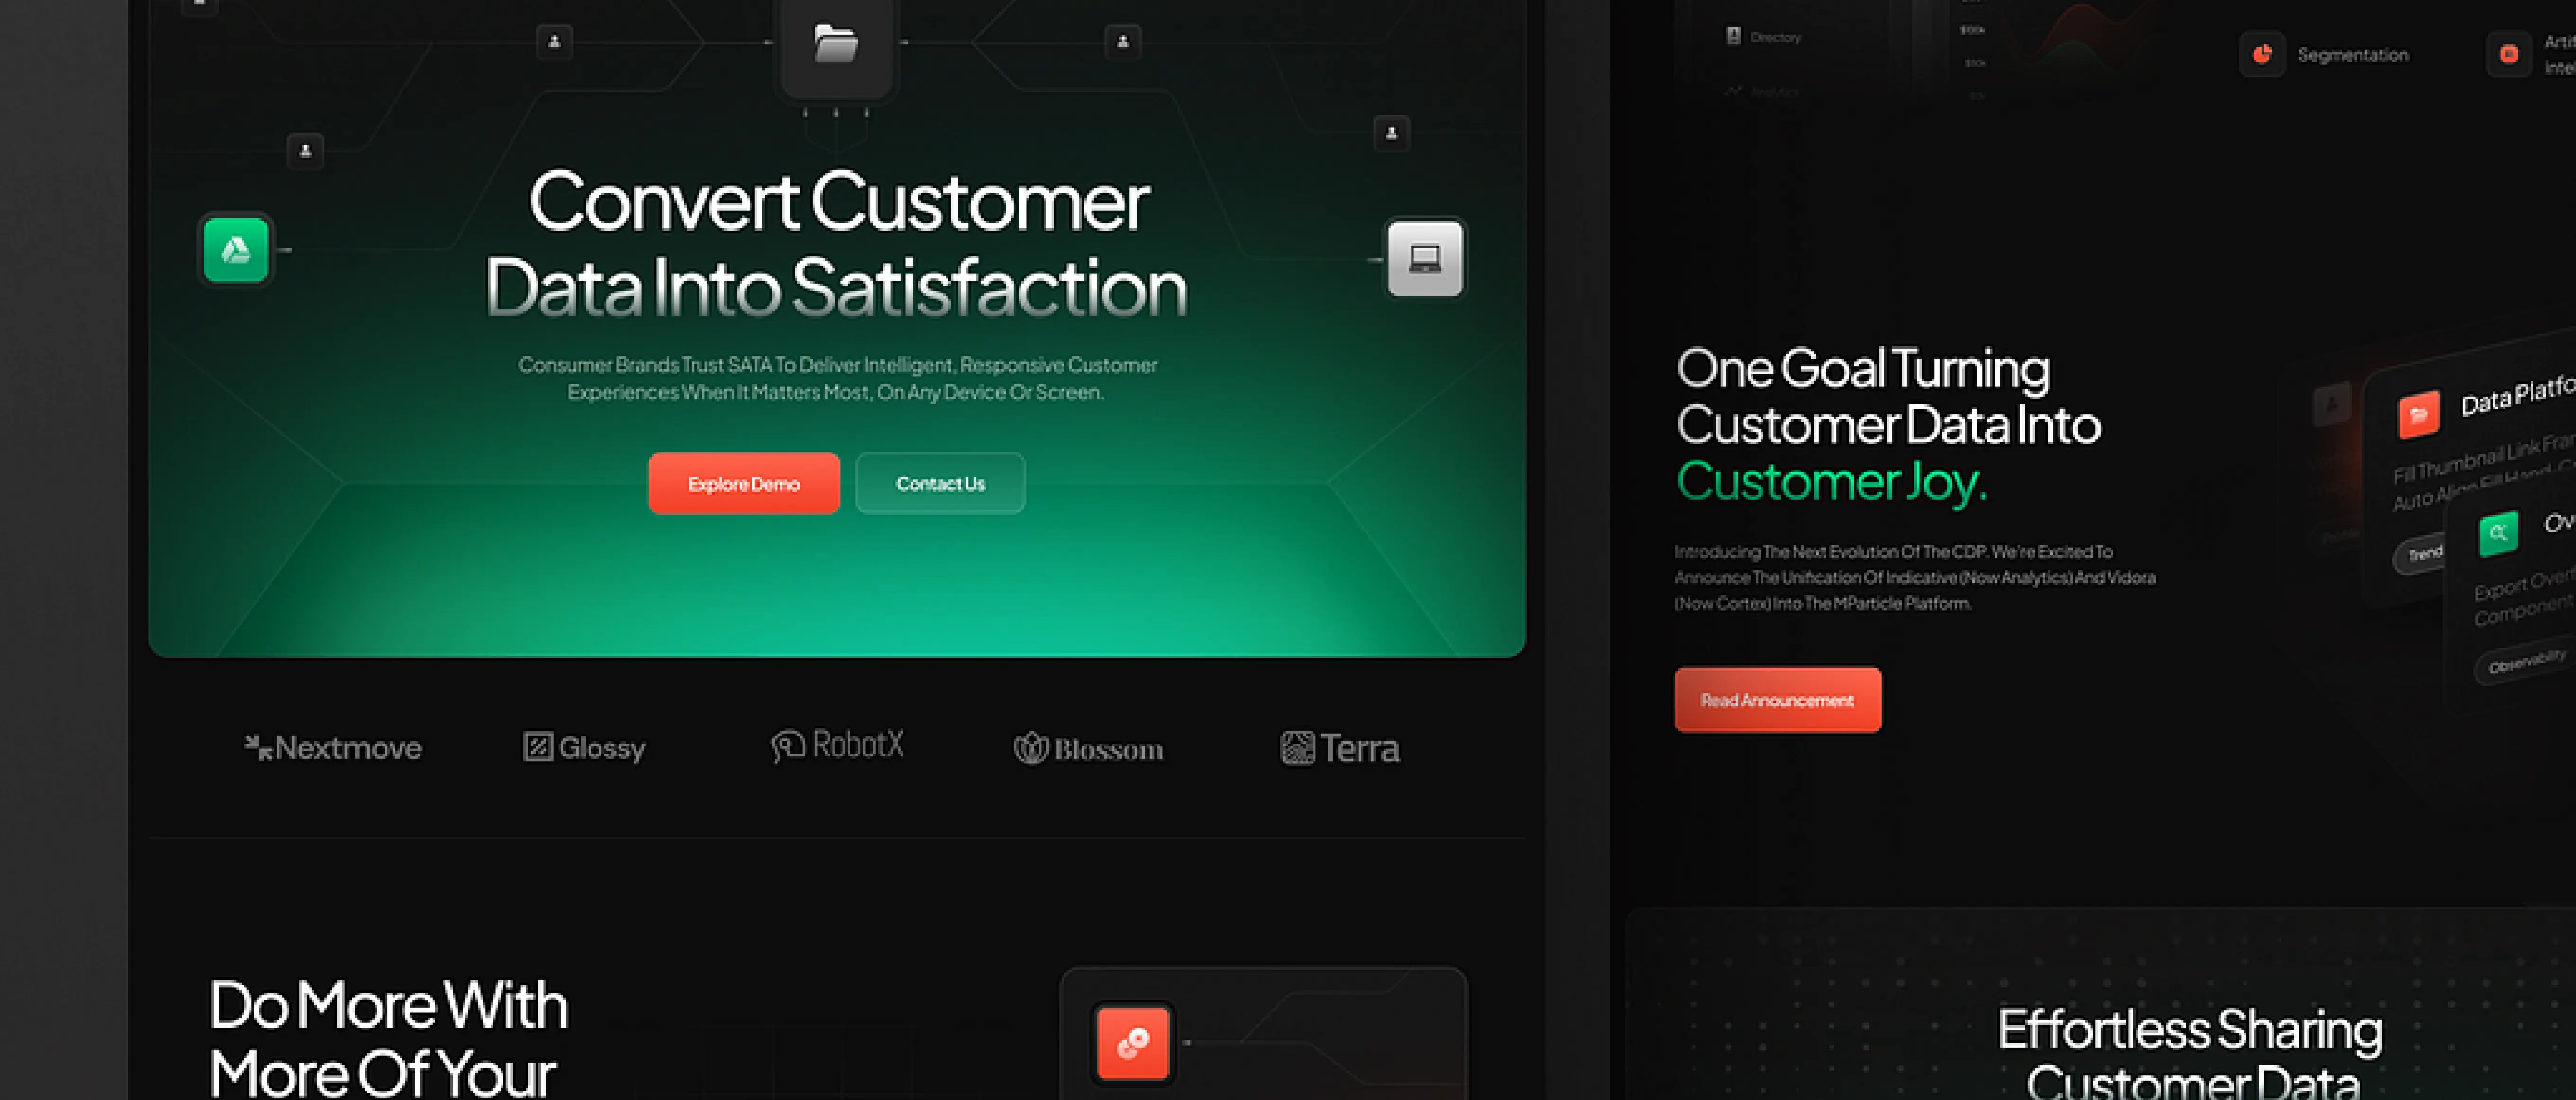 Convert Customer
Data Into Satisfaction
Consumer Brands Trust SATA To Deliver Intelligent, Responsive Customer
Experiences When It Matters Most, On Any Device Or Screen.
Explore Demo
Contact Us
Nextmove
Glossy
RobotX
Blossom
Terra
Do More With
More Of Your
Directory
Analytics
Segmentation
One Goal Turning
Customer Data Into
Customer Joy.
Introducing The Next Evolution Of The CDP. We're Excited To
Announce The Unification Of Indicative (Now Analytics) And Vidora
(Now Cortex) Into The MParticle Platform.
Read Announcement
Data Platfo
Fill Thumbnail Link Fram
Auto Align Fill Hand
Trend
Ov
Export Overf
Component
Observability
Effortless Sharing
Customer Data